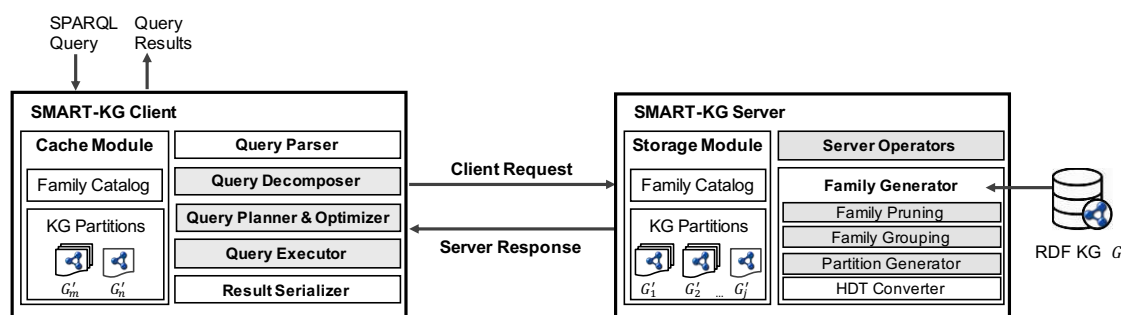 SPARQL Query
Query Results
SMART-KG Client
Cache Module
Family Catalog
KG Partitions
G'm G'n
Query Parser
Query Decomposer
Query Planner & Optimizer
Query Executor
Result Serializer
Client Request
Server Response
SMART-KG Server
Storage Module
Family Catalog
KG Partitions
G'1 G'2 ... G'j
Server Operators
Family Generator
Family Pruning
Family Grouping
Partition Generator
HDT Converter
RDF KG G